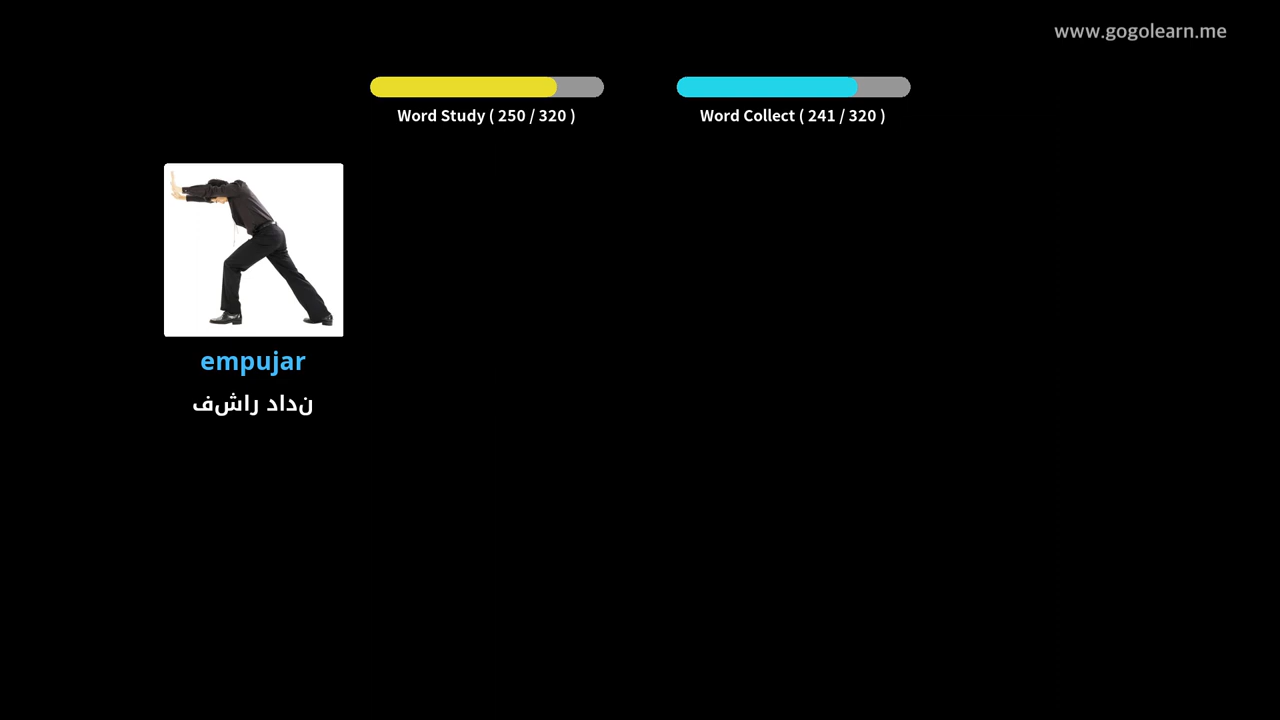 www.gogolearn.me
Word Study ( 250 / 320 )
Word Collect ( 241 / 320 )
empujar
فشار دادن